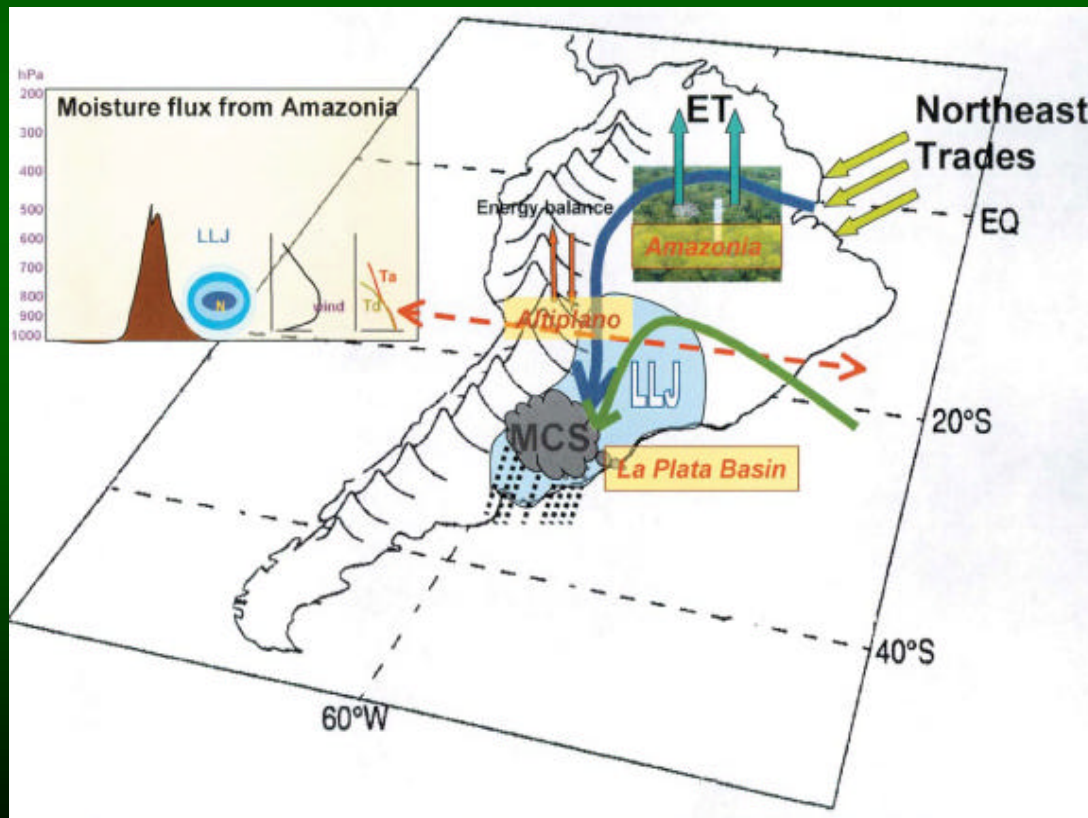 hPa
200
300
400
500
600
700
800
900
1000
Moisture flux from Amazonia
LLJ
N
wind
Ta
Td
ET
Northeast
Trades
Energy balance
Amazonia
EQ
Altiplano
LLJ
20°S
MCS
La Plata Basin
40°S
60°W